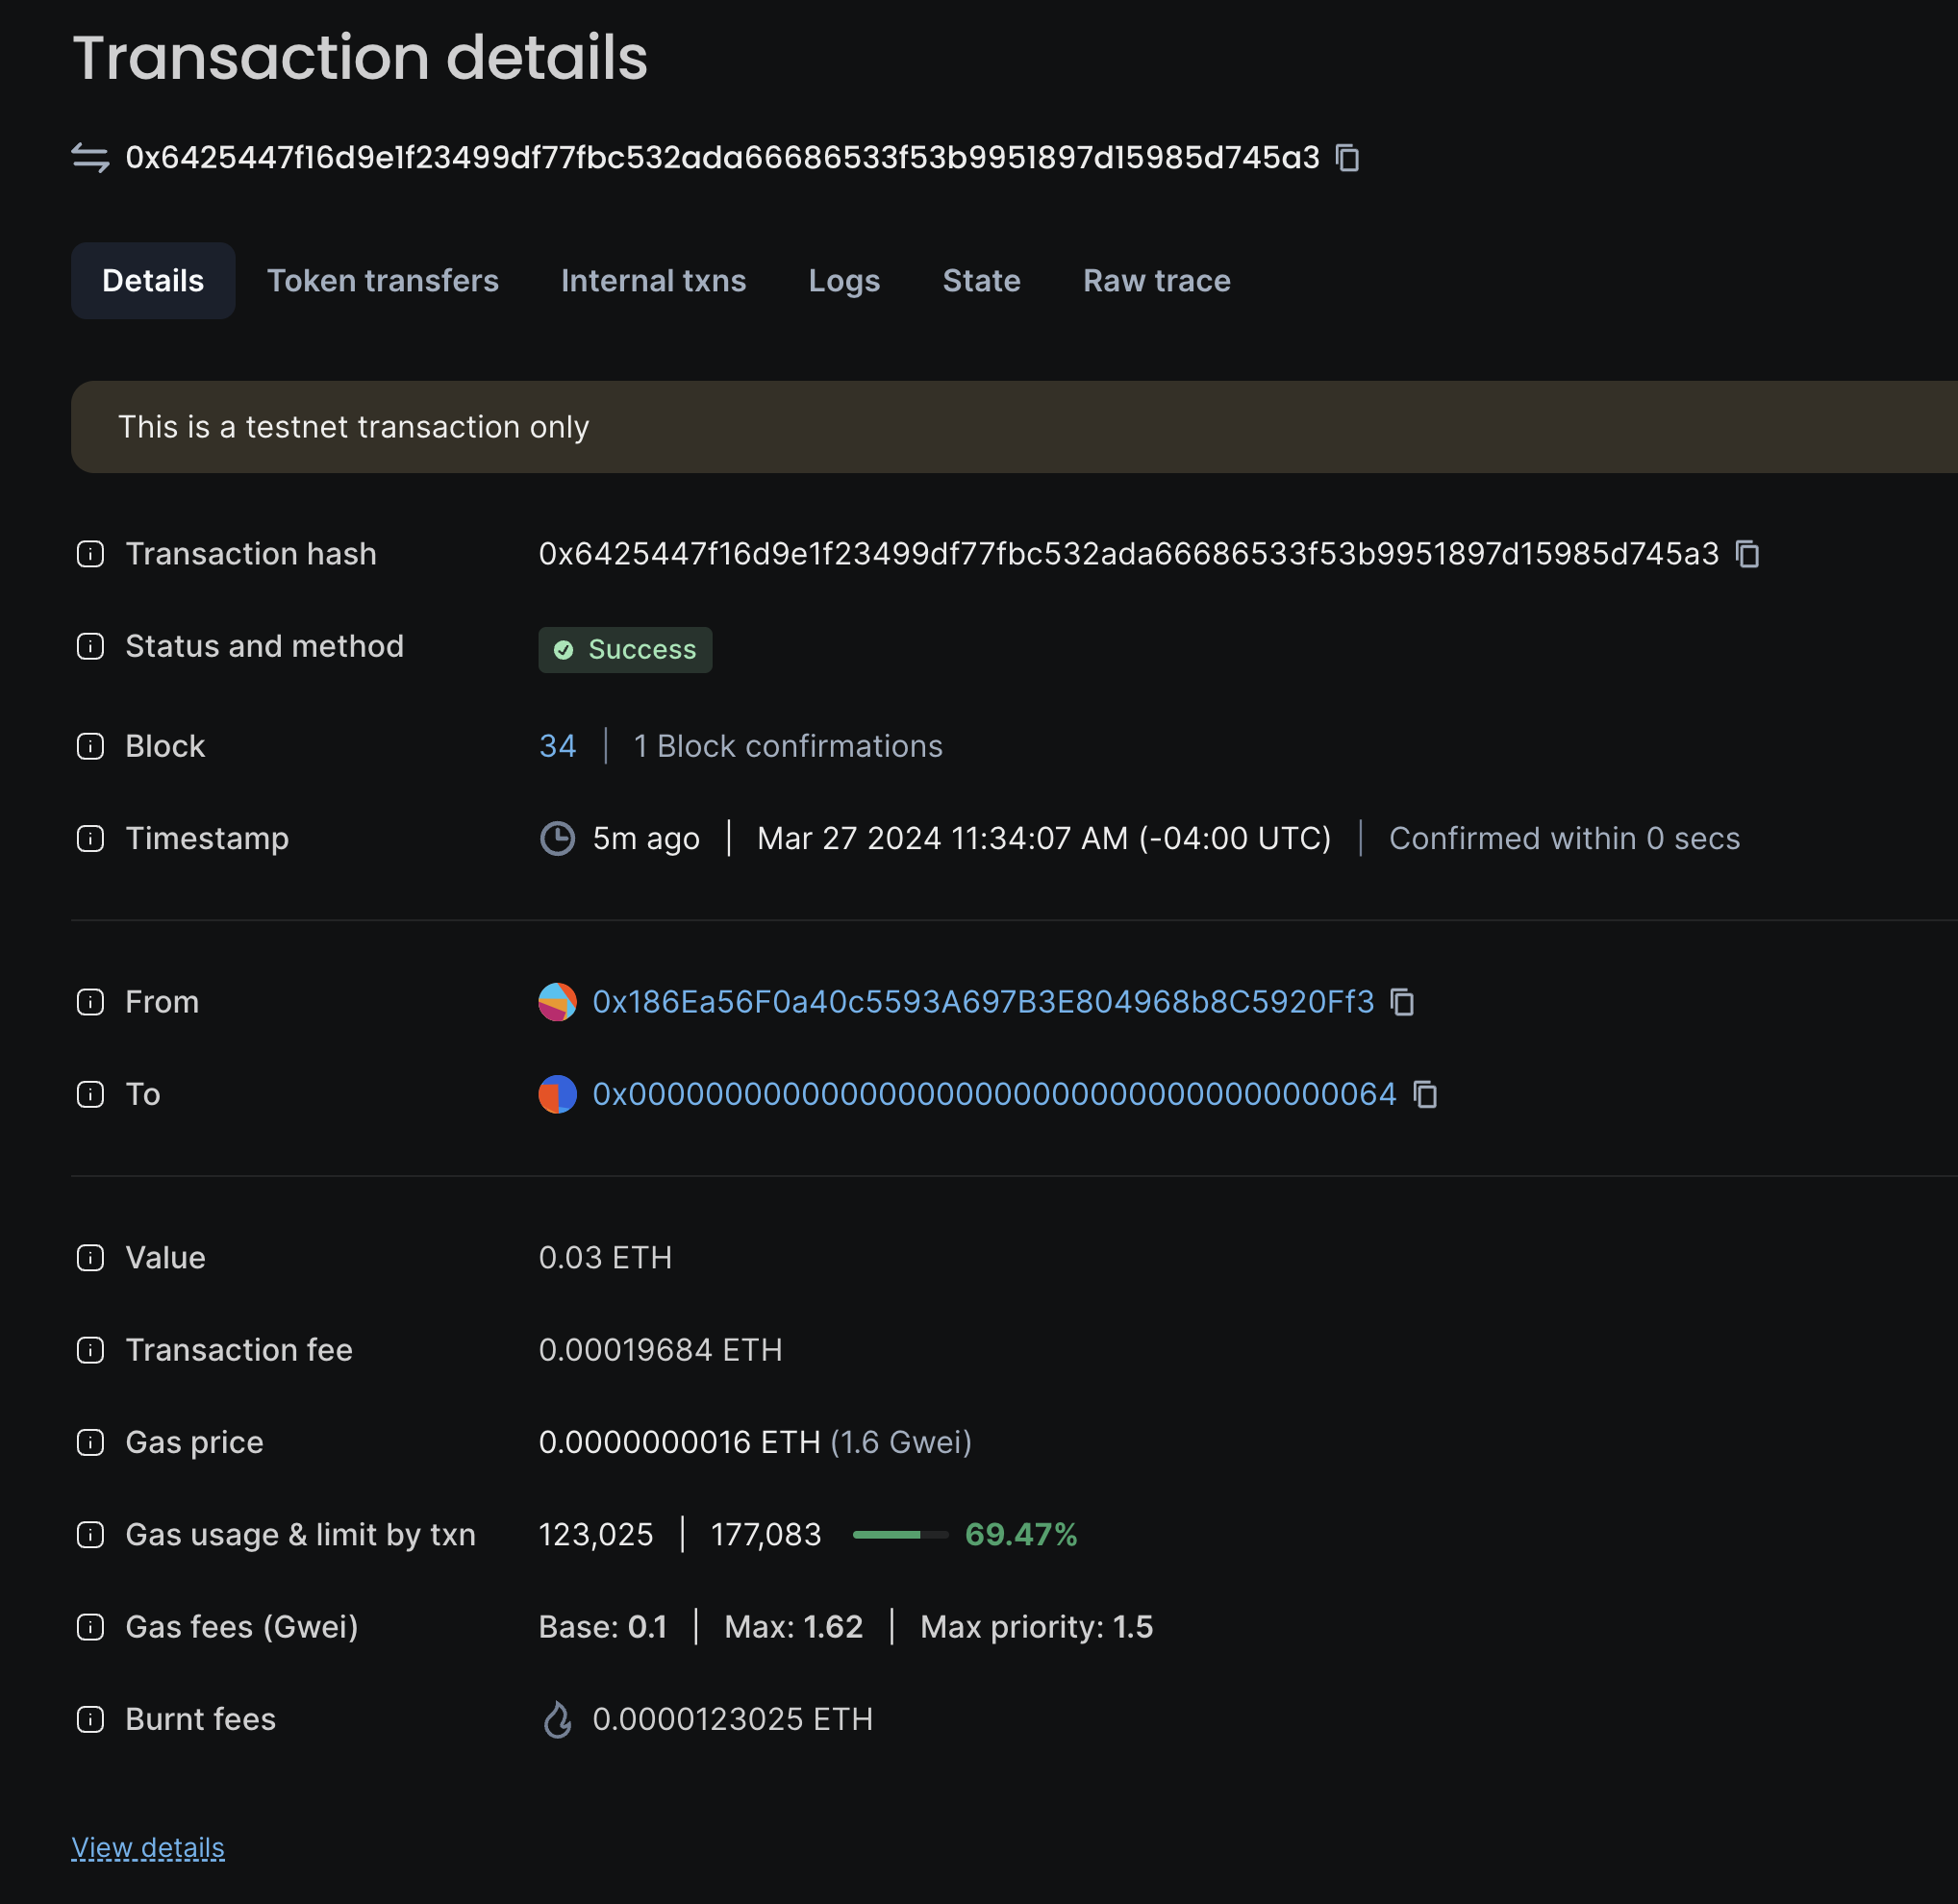 Transaction details
0x6425447f16d9e1f23499df77fbc532ada66686533f53b9951897d15985d745a3
Details Token transfers Internal txns Logs State Raw trace
This is a testnet transaction only
Transaction hash 0x6425447f16d9e1f23499df77fbc532ada66686533f53b9951897d15985d745a3
Status and method Success
Block 34 | 1 Block confirmations
Timestamp 5m ago | Mar 27 2024 11:34:07 AM (-04:00 UTC) | Confirmed within 0 secs
From 0x186Ea56F0a40c5593A697B3E804968b8C5920Ff3
To 0x0000000000000000000000000000000000000064
Value 0.03 ETH
Transaction fee 0.00019684 ETH
Gas price 0.0000000016 ETH (1.6 Gwei)
Gas usage & limit by txn 123,025 | 177,083 69.47%
Gas fees (Gwei) Base: 0.1 | Max: 1.62 | Max priority: 1.5
Burnt fees 0.0000123025 ETH
View details